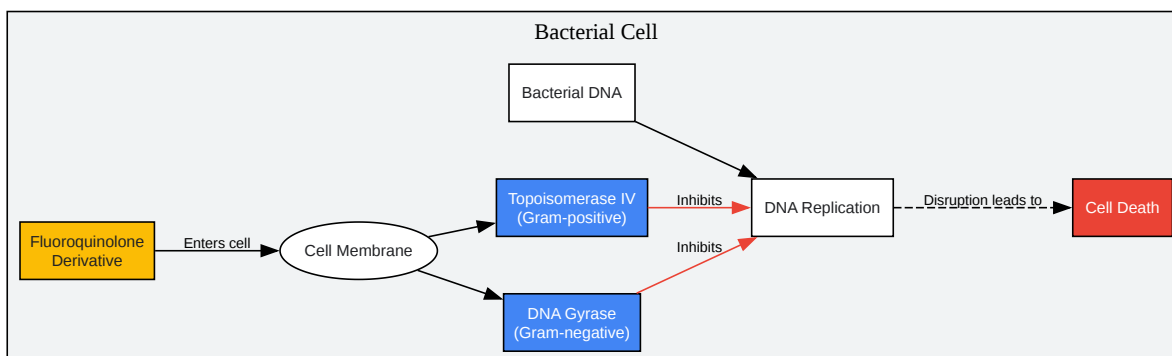 Bacterial Cell
Bacterial DNA
Topoisomerase IV
(Gram-positive)
Inhibits
DNA Replication
Disruption leads to
Cell Death
Fluoroquinolone
Derivative
Enters cell
Cell Membrane
Inhibits
DNA Gyrase
(Gram-negative)